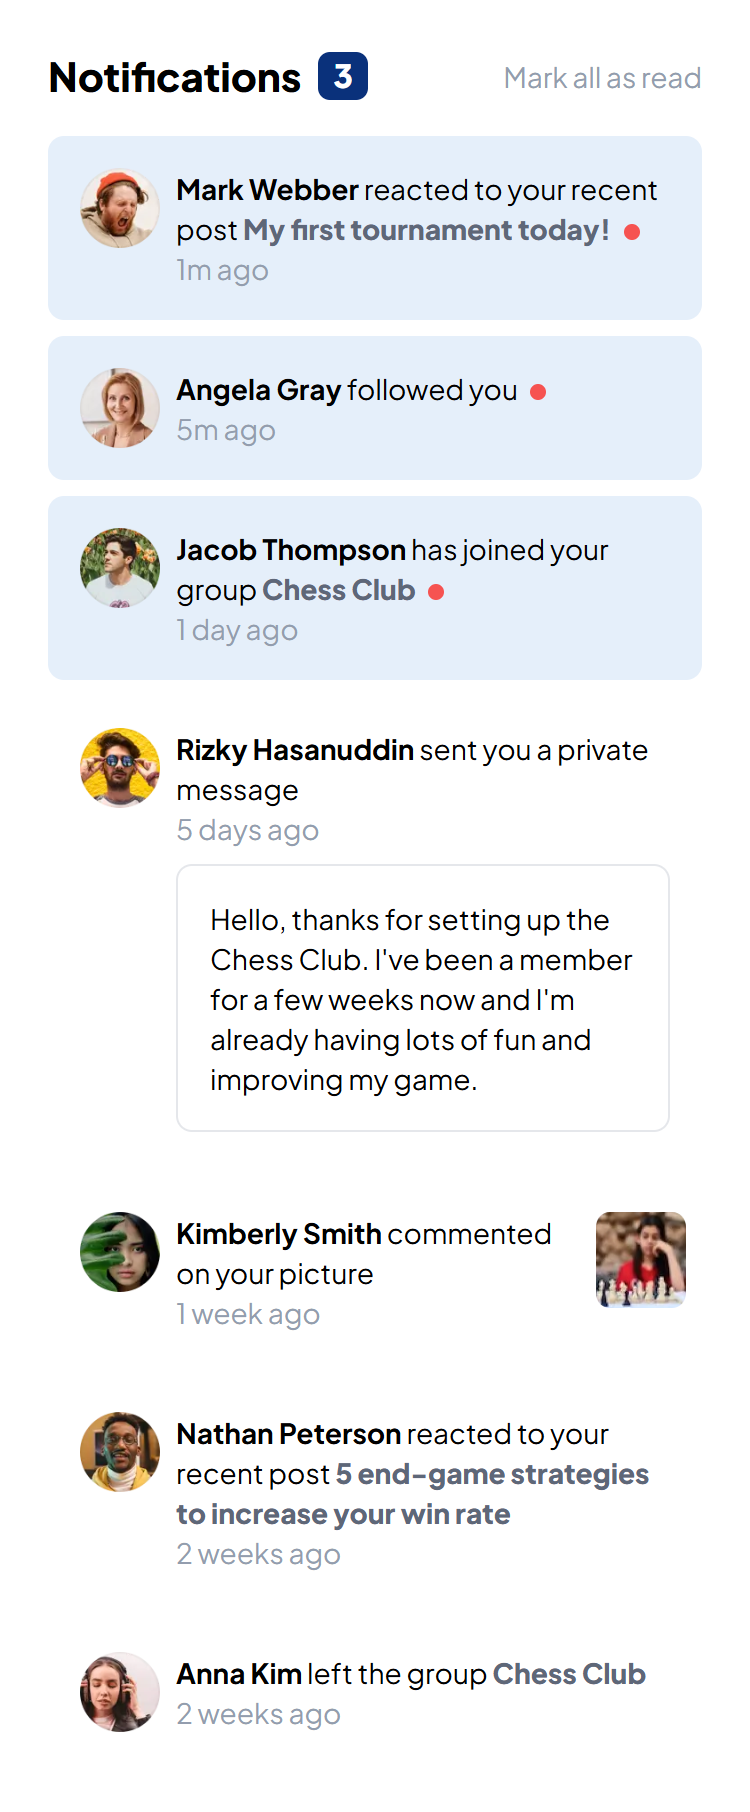 Notifications 3 Mark all as read
Mark Webber reacted to your recent
post My first tournament today!
1m ago
Angela Gray followed you
5m ago
Jacob Thompson has joined your
group Chess Club
1 day ago
Rizky Hasanuddin sent you a private
message
5 days ago
Hello, thanks for setting up the
Chess Club. I've been a member
for a few weeks now and I'm
already having lots of fun and
improving my game.
Kimberly Smith commented
on your picture
1 week ago
Nathan Peterson reacted to your
recent post 5 end-game strategies
to increase your win rate
2 weeks ago
Anna Kim left the group Chess Club
2 weeks ago